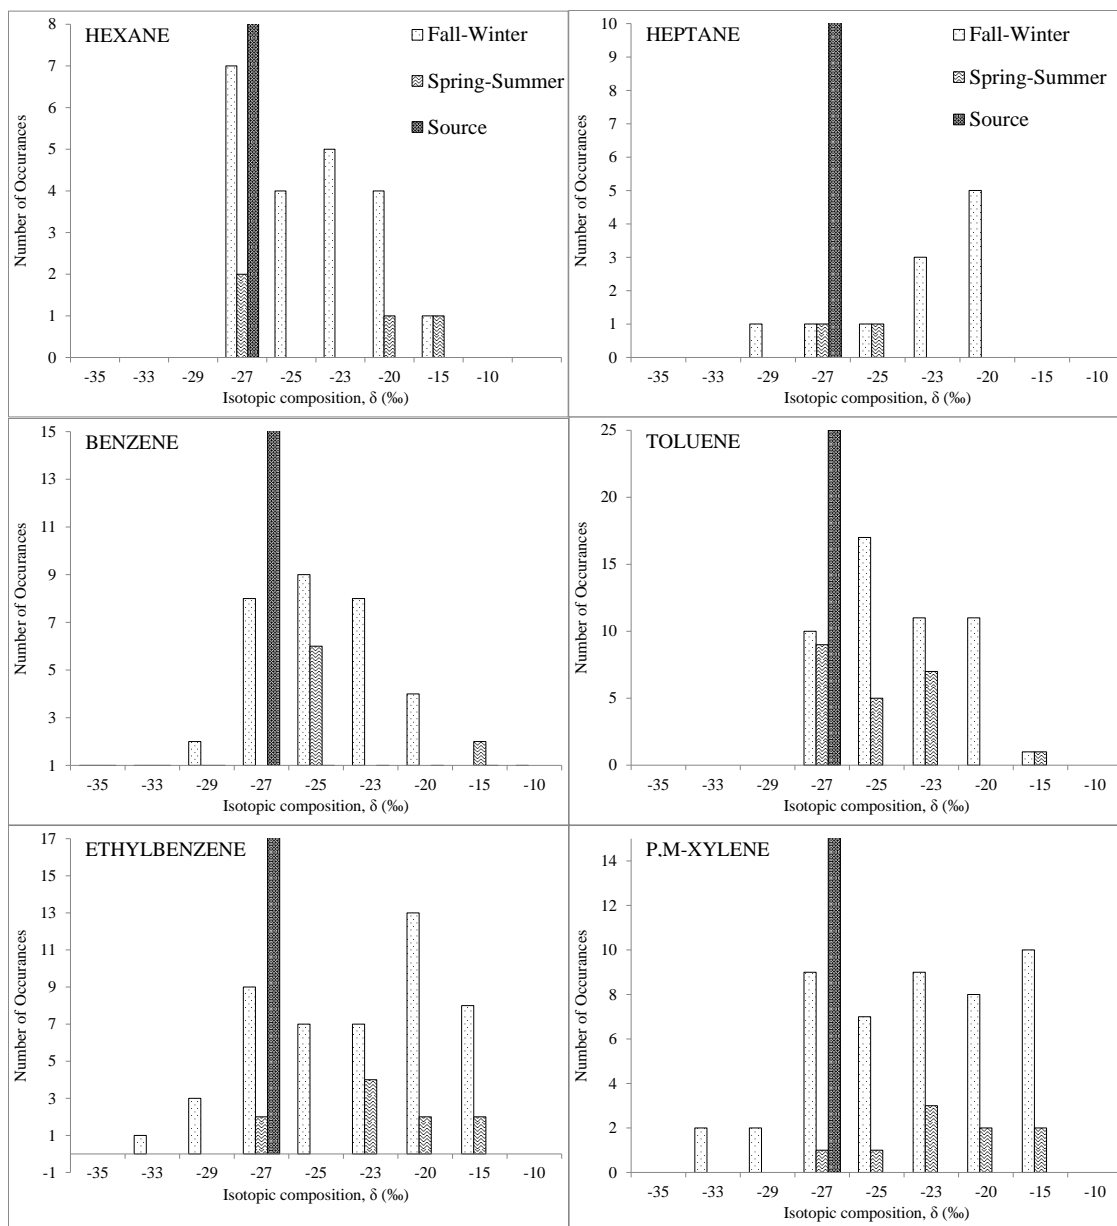 HEXANE
Fall-Winter
Spring-Summer
Source
Number of Occurances
8
7
6
5
4
3
2
1
0
-35 -33 -29 -27 -25 -23 -20 -15 -10
Isotopic composition, δ (‰)
HEPTANE
Fall-Winter
Spring-Summer
Source
Number of Occurances
10
9
8
7
6
5
4
3
2
1
0
-35 -33 -29 -27 -25 -23 -20 -15 -10
Isotopic composition, δ (‰)
BENZENE
Number of Occurances
15
13
11
9
7
5
3
1
-35 -33 -29 -27 -25 -23 -20 -15 -10
Isotopic composition, δ (‰)
TOLUENE
Number of Occurances
25
20
15
10
5
0
-35 -33 -29 -27 -25 -23 -20 -15 -10
Isotopic composition, δ (‰)
ETHYLBENZENE
Number of Occurances
17
15
13
11
9
7
5
3
1
-1
-35 -33 -29 -27 -25 -23 -20 -15 -10
Isotopic composition, δ (‰)
P,M-XYLENE
Number of Occurances
14
12
10
8
6
4
2
0
-35 -33 -29 -27 -25 -23 -20 -15 -10
Isotopic composition, δ (‰)